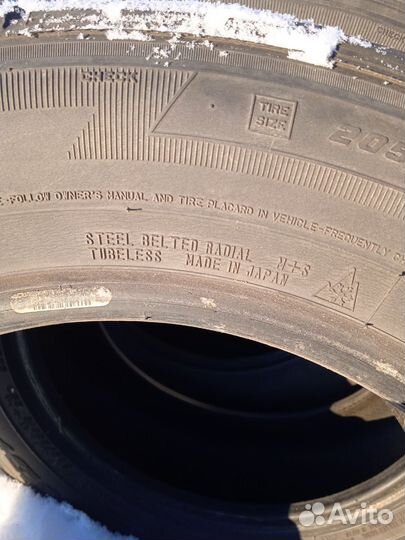 TIRE
SIZE
205
-FOLLOW OWNER'S MANUAL AND TIRE PLACARD IN VEHICLE-FREQUENTLY
STEEL BELTED RADIAL M+S
TUBELESS MADE IN JAPAN
Avito